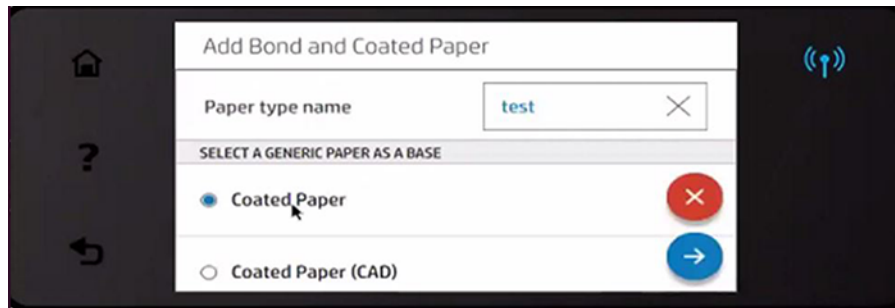 Add Bond and Coated Paper
Paper type name
test
SELECT A GENERIC PAPER AS A BASE
Coated Paper
Coated Paper (CAD)